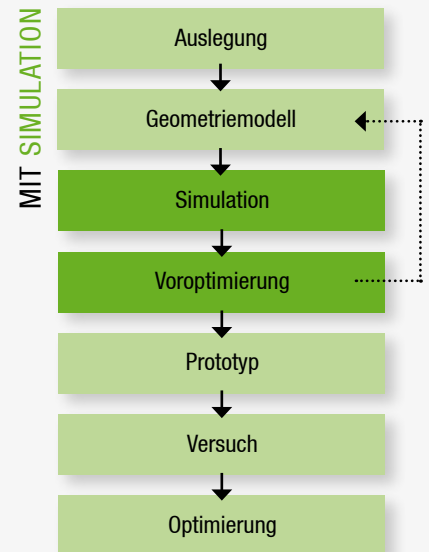 MIT SIMULATION
Auslegung
Geometriemodell
Simulation
Voroptimierung
Prototyp
Versuch
Optimierung